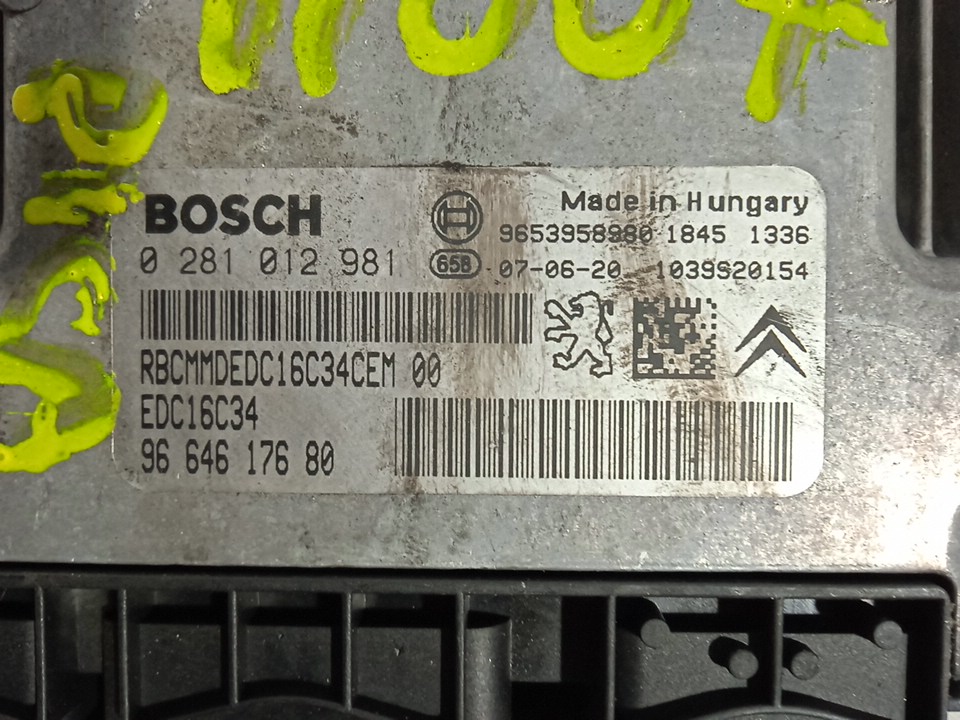 BOSCH
Made in Hungary
9653958980 1845 1336
0 281 012 981
65B
07-06-20 1039S20154
RBCMMDEDC16C34CEM 00
EDC16C34
96 646 176 80